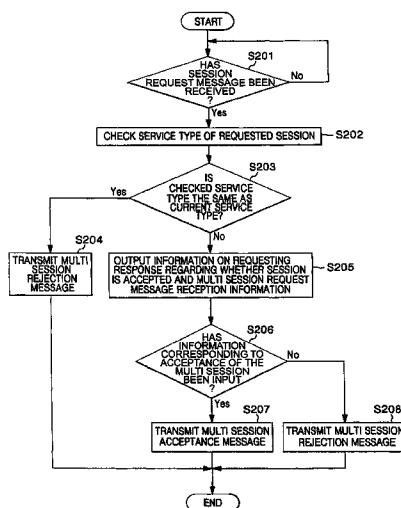 START
S201
HAS
SESSION
REQUEST MESSAGE BEEN
RECEIVED
?
No
Yes
CHECK SERVICE TYPE OF REQUESTED SESSION
S202
S203
IS
CHECKED SERVICE
TYPE THE SAME AS
CURRENT SERVICE
TYPE?
Yes
No
S204
TRANSMIT MULTI
SESSION
REJECTION
MESSAGE
OUTPUT INFORMATION ON REQUESTING
RESPONSE REGARDING WHETHER SESSION
IS ACCEPTED AND MULTI SESSION REQUEST
MESSAGE RECEPTION INFORMATION
S205
S206
HAS
INFORMATION
CORRESPONDING TO
ACCEPTANCE OF THE
MULTI SESSION
BEEN INPUT
?
No
Yes
S207
TRANSMIT MULTI SESSION
ACCEPTANCE MESSAGE
S208
TRANSMIT MULTI SESSION
REJECTION MESSAGE
END